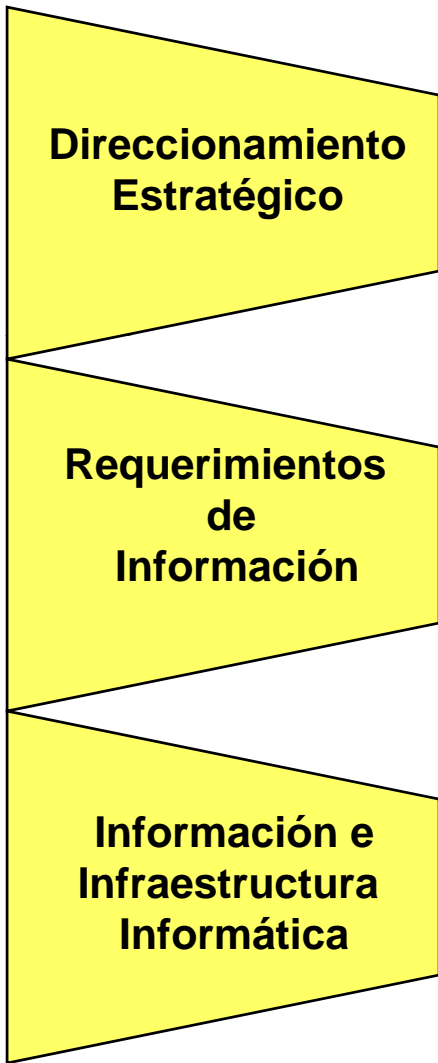 Direccionamiento
Estratégico
Requerimientos
de
Información
Información e
Infraestructura
Informática